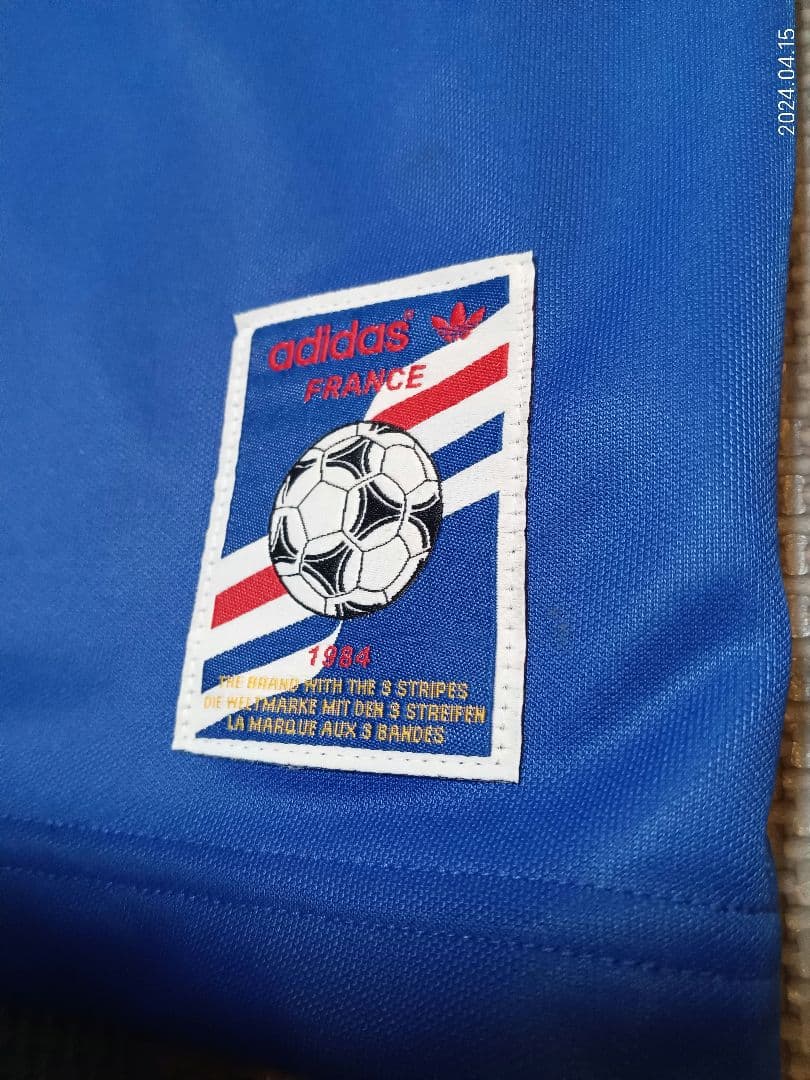 2024.04.15
adidas
FRANCE
1984
THE BRAND WITH THE 3 STRIPES
DIE WELTMARKE MIT DEN 3 STREIFEN
LA MARQUE AUX 3 BANDES